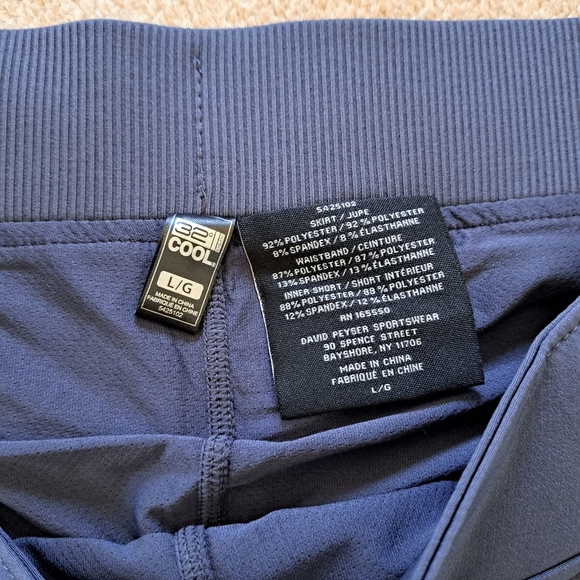 32
COOL
L/G
MADE IN CHINA
FABRIQUÉ EN CHINE
5425102
5425102
SKIRT / JUPE
92% POLYESTER / 92 % POLYESTER
8% SPANDEX / 8 % ÉLASTHANNE
WAISTBAND / CEINTURE
87% POLYESTER / 87 % POLYESTER
13% SPANDEX / 13 % ÉLASTHANNE
INNER SHORT / SHORT INTÉRIEUR
88% POLYESTER / 88 % POLYESTER
12% SPANDEX / 12 % ÉLASTHANNE
RN 165550
DAVID PEYSER SPORTSWEAR
90 SPENCE STREET
BAYSHORE, NY 11706
MADE IN CHINA
FABRIQUÉ EN CHINE
L/G